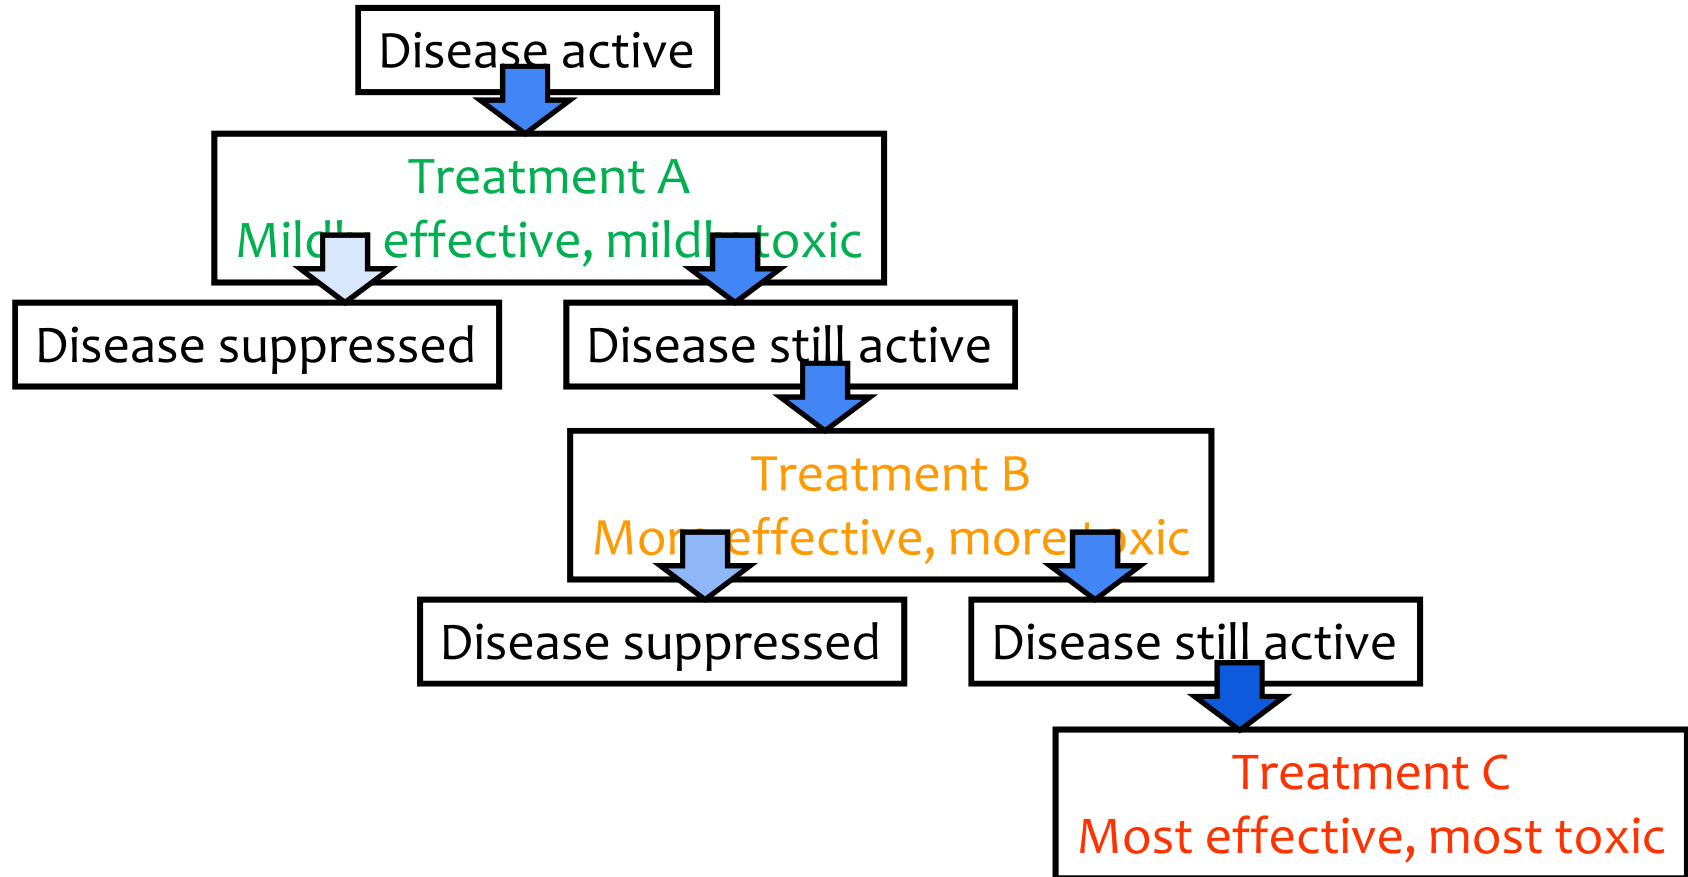 Disease active
Treatment A
Mildly effective, mildly toxic
Disease suppressed
Disease still active
Treatment B
More effective, more toxic
Disease suppressed
Disease still active
Treatment C
Most effective, most toxic